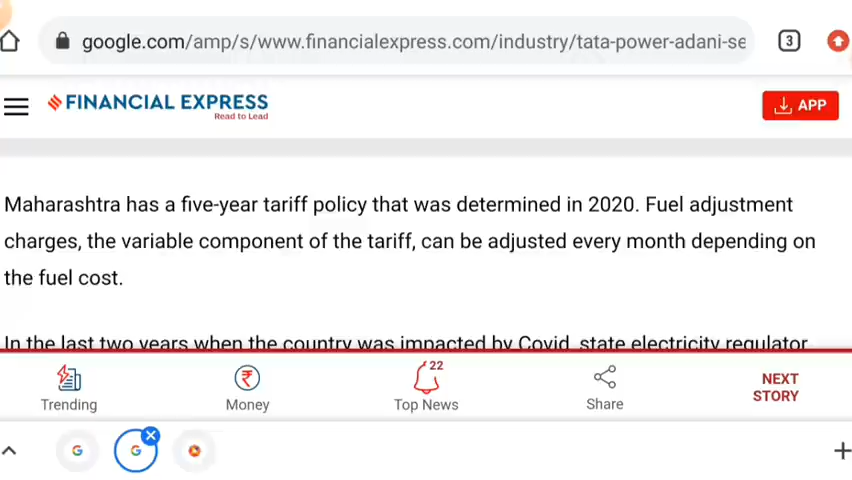 google.com/amp/s/www.financialexpress.com/industry/tata-power-adani-se
3
FINANCIAL EXPRESS
Read to Lead
APP
Maharashtra has a five-year tariff policy that was determined in 2020. Fuel adjustment
charges, the variable component of the tariff, can be adjusted every month depending on
the fuel cost.
In the last two years when the country was impacted by Covid, state electricity regulator
22
Trending
Money
Top News
Share
NEXT
STORY